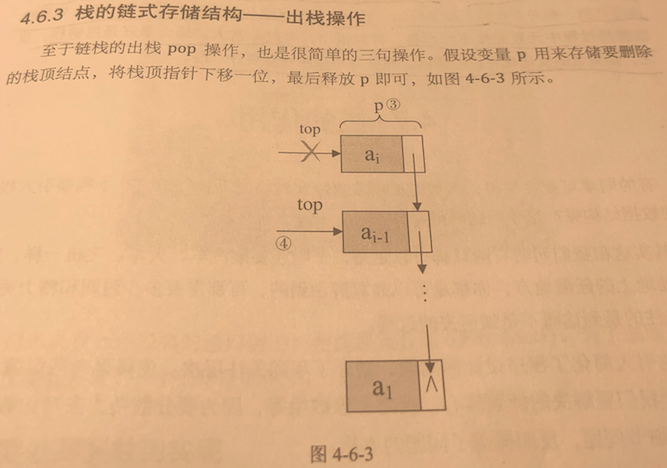 4.6.3 栈的链式存储结构——出栈操作
至于链栈的出栈 pop 操作，也是很简单的三句操作。假设变量 p 用来存储要删除
的栈顶结点，将栈顶指针下移一位，最后释放 p 即可，如图 4-6-3 所示。
p③
top
ai
top
④
ai-1
⋮
a1
∧
图 4-6-3